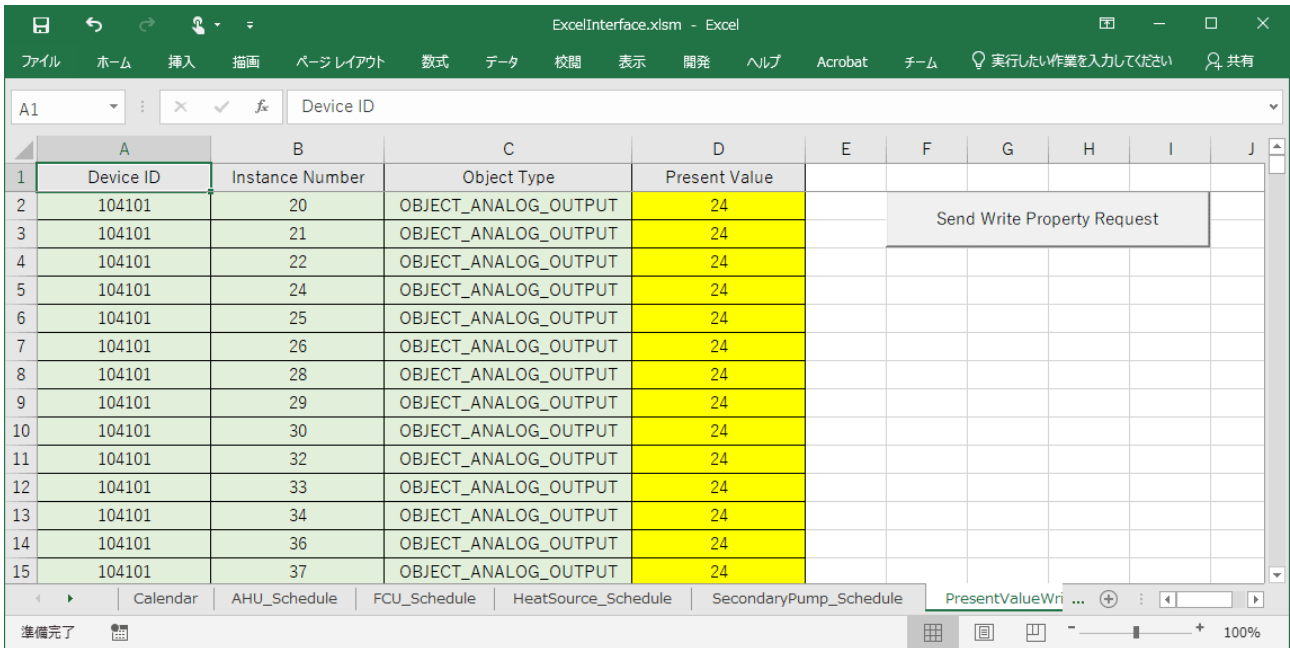 ExcelInterface.xlsm - Excel
ファイル ホーム 挿入 描画 ページ レイアウト 数式 データ 校閲 表示 開発 ヘルプ Acrobat チーム 実行したい作業を入力してください 共有
A1 fx Device ID
A B C D E F G H I J
1 Device ID Instance Number Object Type Present Value
2 104101 20 OBJECT_ANALOG_OUTPUT 24
Send Write Property Request
3 104101 21 OBJECT_ANALOG_OUTPUT 24
4 104101 22 OBJECT_ANALOG_OUTPUT 24
5 104101 24 OBJECT_ANALOG_OUTPUT 24
6 104101 25 OBJECT_ANALOG_OUTPUT 24
7 104101 26 OBJECT_ANALOG_OUTPUT 24
8 104101 28 OBJECT_ANALOG_OUTPUT 24
9 104101 29 OBJECT_ANALOG_OUTPUT 24
10 104101 30 OBJECT_ANALOG_OUTPUT 24
11 104101 32 OBJECT_ANALOG_OUTPUT 24
12 104101 33 OBJECT_ANALOG_OUTPUT 24
13 104101 34 OBJECT_ANALOG_OUTPUT 24
14 104101 36 OBJECT_ANALOG_OUTPUT 24
15 104101 37 OBJECT_ANALOG_OUTPUT 24
Calendar AHU_Schedule FCU_Schedule HeatSource_Schedule SecondaryPump_Schedule PresentValueWri ...
準備完了 100%